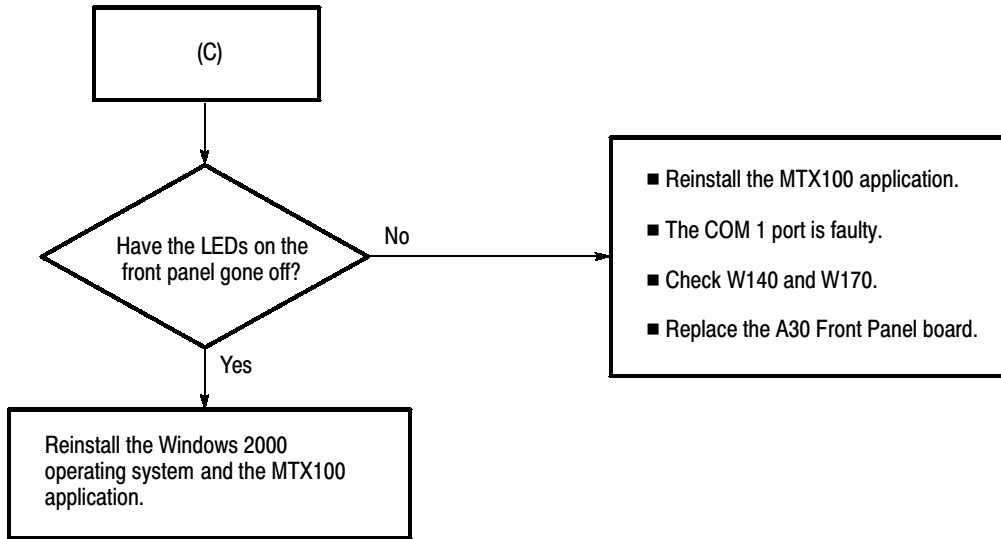 (C)
Have the LEDs on the
front panel gone off?
No
Yes
■ Reinstall the MTX100 application.
■ The COM 1 port is faulty.
■ Check W140 and W170.
■ Replace the A30 Front Panel board.
Reinstall the Windows 2000
operating system and the MTX100
application.